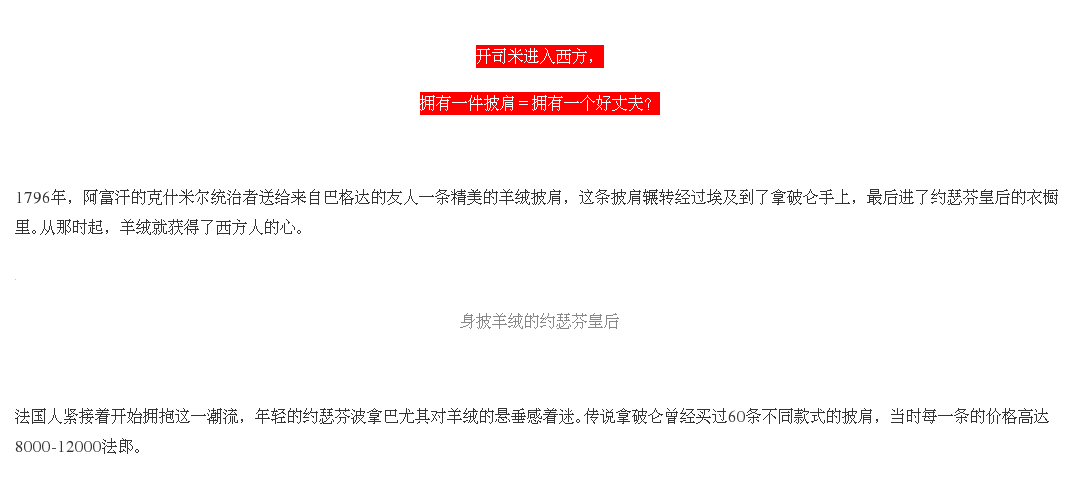 开司米进入西方，
拥有一件披肩＝拥有一个好丈夫？
1796年，阿富汗的克什米尔统治者送给来自巴格达的友人一条精美的羊绒披肩，这条披肩辗转经过埃及到了拿破仑手上，最后进了约瑟芬皇后的衣橱
里。从那时起，羊绒就获得了西方人的心。
身披羊绒的约瑟芬皇后
法国人紧接着开始拥抱这一潮流，年轻的约瑟芬波拿巴尤其对羊绒的悬垂感着迷。传说拿破仑曾经买过60条不同款式的披肩，当时每一条的价格高达
8000-12000法郎。